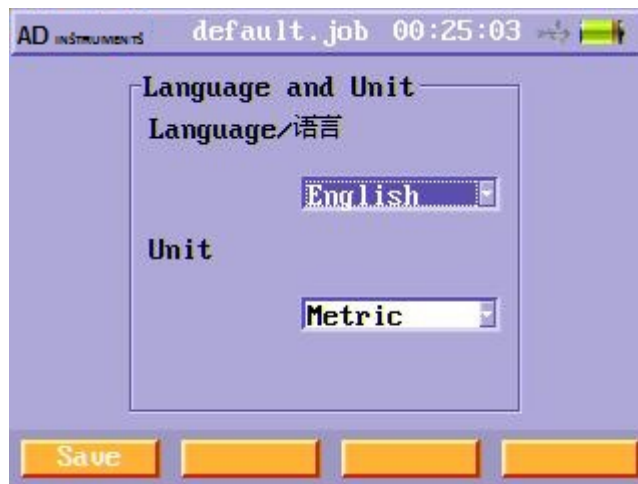 AD INSTRUMENTS default.job 00:25:03
Language and Unit
Language/语言
English
Unit
Metric
Save